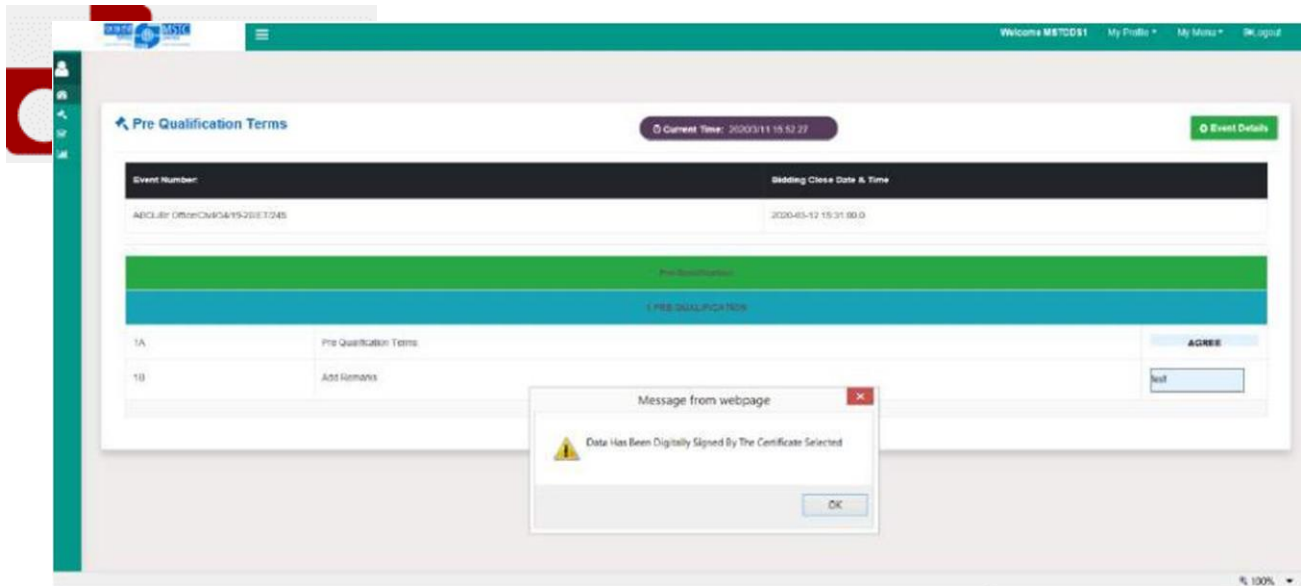 MSTC
Welcome MSTDDS1 My Profile My Menu Logout
Pre Qualification Terms
Current Time: 2020/3/11 15:52:27
Event Details
Event Number:
Bidding Close Date & Time
2020-03-12 15:31:00.0
Pre-Qualification
1.PRE QUALIFICATION
1A
Pre Qualification Terms
AGREE
1B
Add Remarks
test
Message from webpage
Data Has Been Digitally Signed By The Certificate Selected
OK
100%